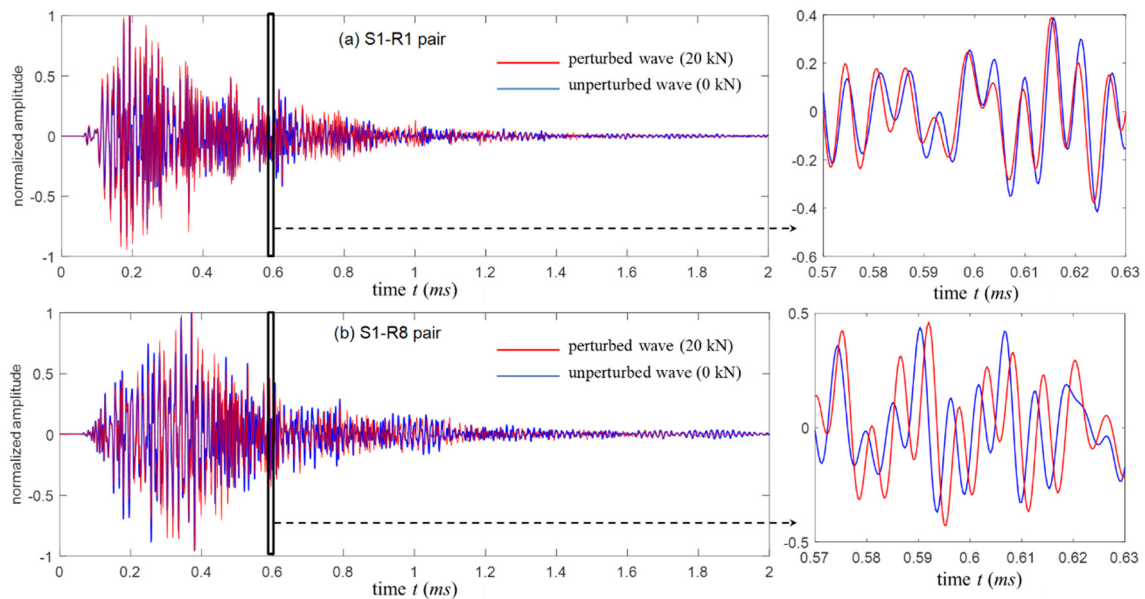 (a) S1-R1 pair
perturbed wave (20 kN)
unperturbed wave (0 kN)
normalized amplitude
1
0.5
0
-0.5
-1
0 0.2 0.4 0.6 0.8 1.0 1.2 1.4 1.6 1.8 2
time t (ms)
0.4
0.2
0
-0.2
-0.4
-0.6
0.57 0.58 0.59 0.6 0.61 0.62 0.63
time t (ms)
(b) S1-R8 pair
perturbed wave (20 kN)
unperturbed wave (0 kN)
normalized amplitude
1
0.5
0
-0.5
-1
0 0.2 0.4 0.6 0.8 1.0 1.2 1.4 1.6 1.8 2
time t (ms)
0.5
0
-0.5
0.57 0.58 0.59 0.6 0.61 0.62 0.63
time t (ms)